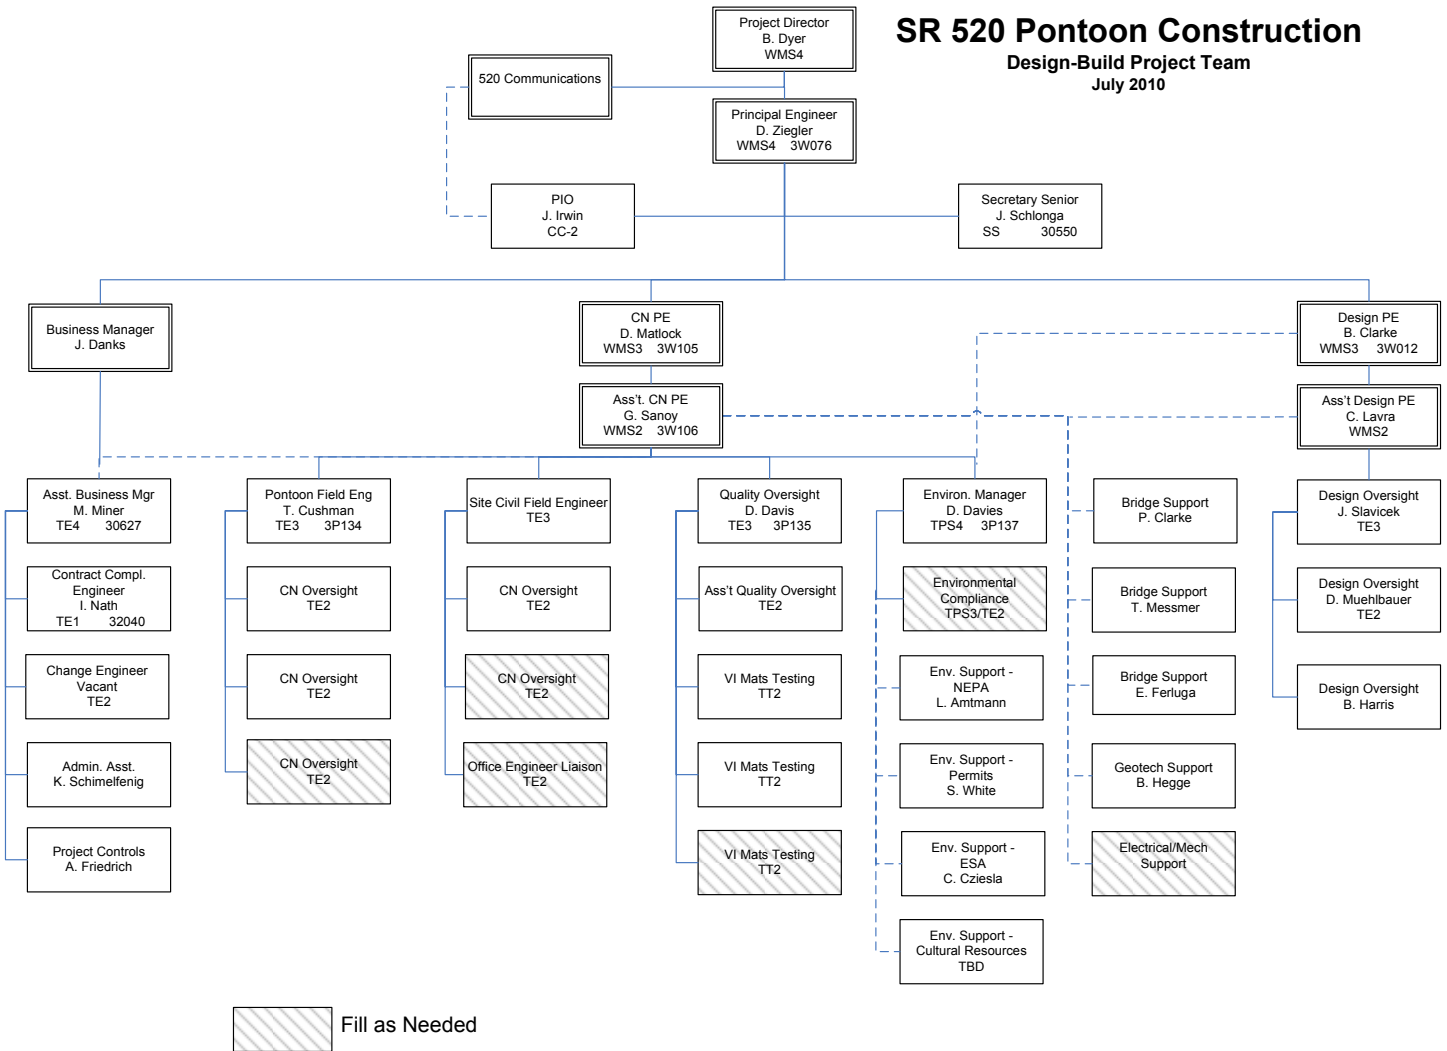 SR 520 Pontoon Construction
Design-Build Project Team
July 2010
Project Director
B. Dyer
WMS4
520 Communications
Principal Engineer
D. Ziegler
WMS4 3W076
PIO
J. Irwin
CC-2
Secretary Senior
J. Schlonga
SS 30550
Business Manager
J. Danks
CN PE
D. Matlock
WMS3 3W105
Design PE
B. Clarke
WMS3 3W012
Ass't. CN PE
G. Sanoy
WMS2 3W106
Ass't Design PE
C. Lavra
WMS2
Asst. Business Mgr
M. Miner
TE4 30627
Contract Compl.
Engineer
I. Nath
TE1 32040
Change Engineer
Vacant
TE2
Admin. Asst.
K. Schimelfenig
Project Controls
A. Friedrich
Pontoon Field Eng
T. Cushman
TE3 3P134
CN Oversight
TE2
CN Oversight
TE2
CN Oversight
TE2
Site Civil Field Engineer
TE3
CN Oversight
TE2
CN Oversight
TE2
Office Engineer Liaison
TE2
Quality Oversight
D. Davis
TE3 3P135
Ass't Quality Oversight
TE2
VI Mats Testing
TT2
VI Mats Testing
TT2
VI Mats Testing
TT2
Environ. Manager
D. Davies
TPS4 3P137
Environmental
Compliance
TPS3/TE2
Env. Support -
NEPA
L. Amtmann
Env. Support -
Permits
S. White
Env. Support -
ESA
C. Cziesla
Env. Support -
Cultural Resources
TBD
Bridge Support
P. Clarke
Bridge Support
T. Messmer
Bridge Support
E. Ferluga
Geotech Support
B. Hegge
Electrical/Mech
Support
Design Oversight
J. Slavicek
TE3
Design Oversight
D. Muehlbauer
TE2
Design Oversight
B. Harris
Fill as Needed